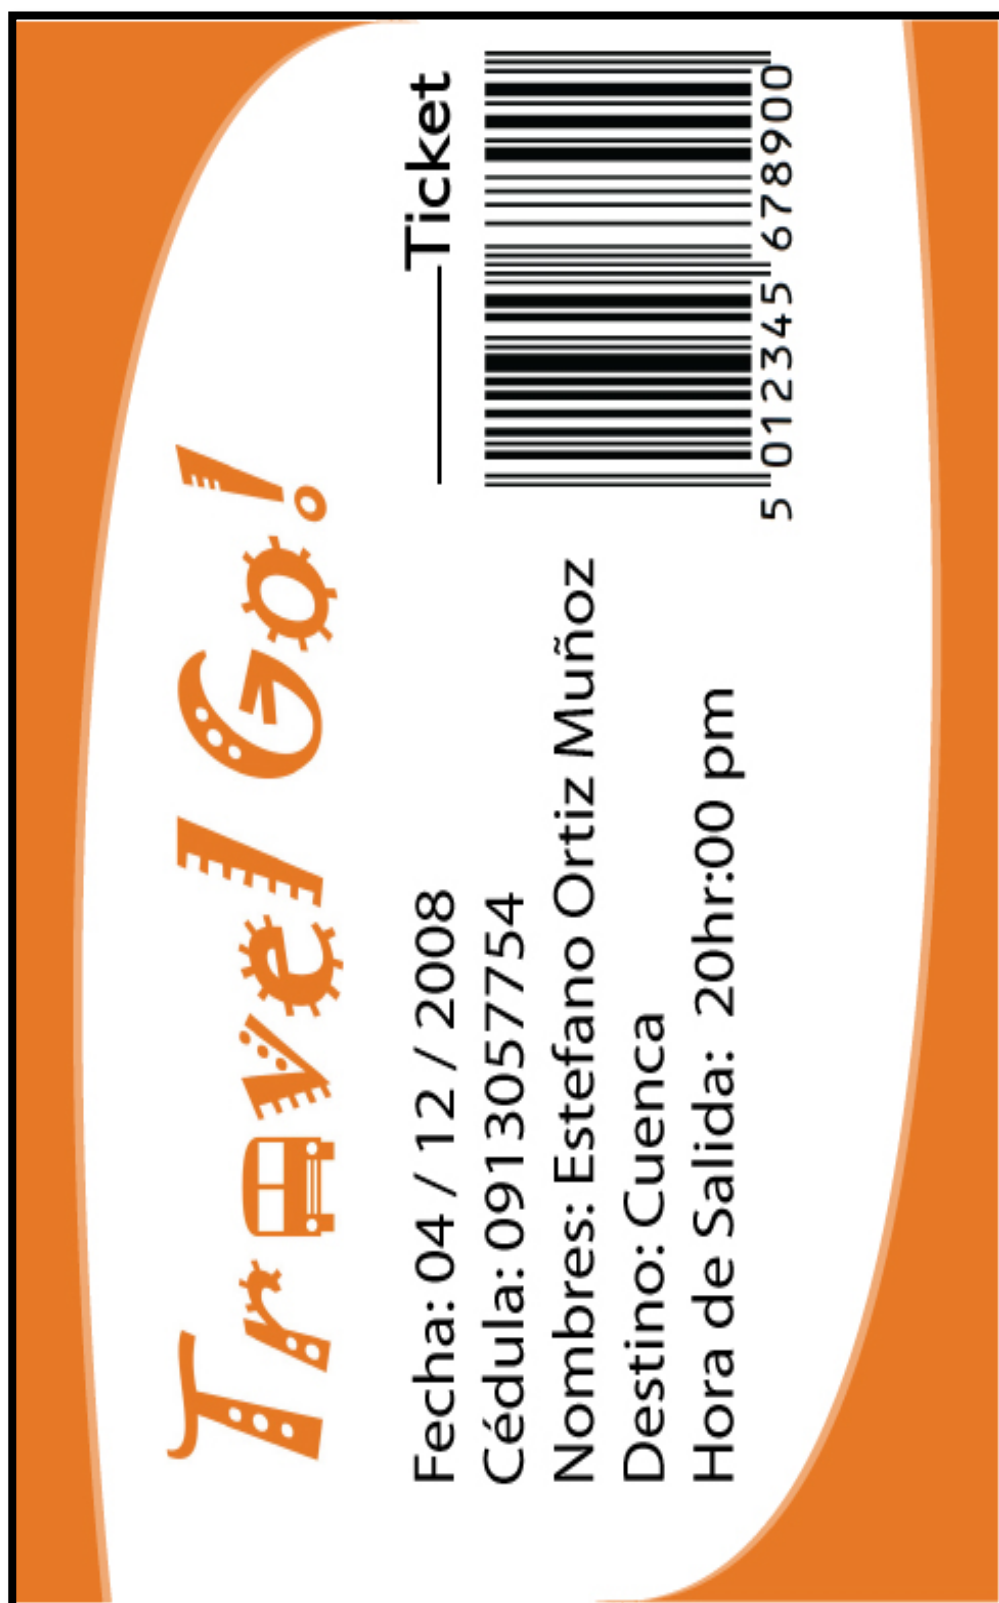 Travel Go!
Ticket
Fecha: 04 / 12 / 2008
Cédula: 0913057754
Nombres: Estefano Ortiz Muñoz
Destino: Cuenca
Hora de Salida: 20hr:00 pm
5 012345 678900